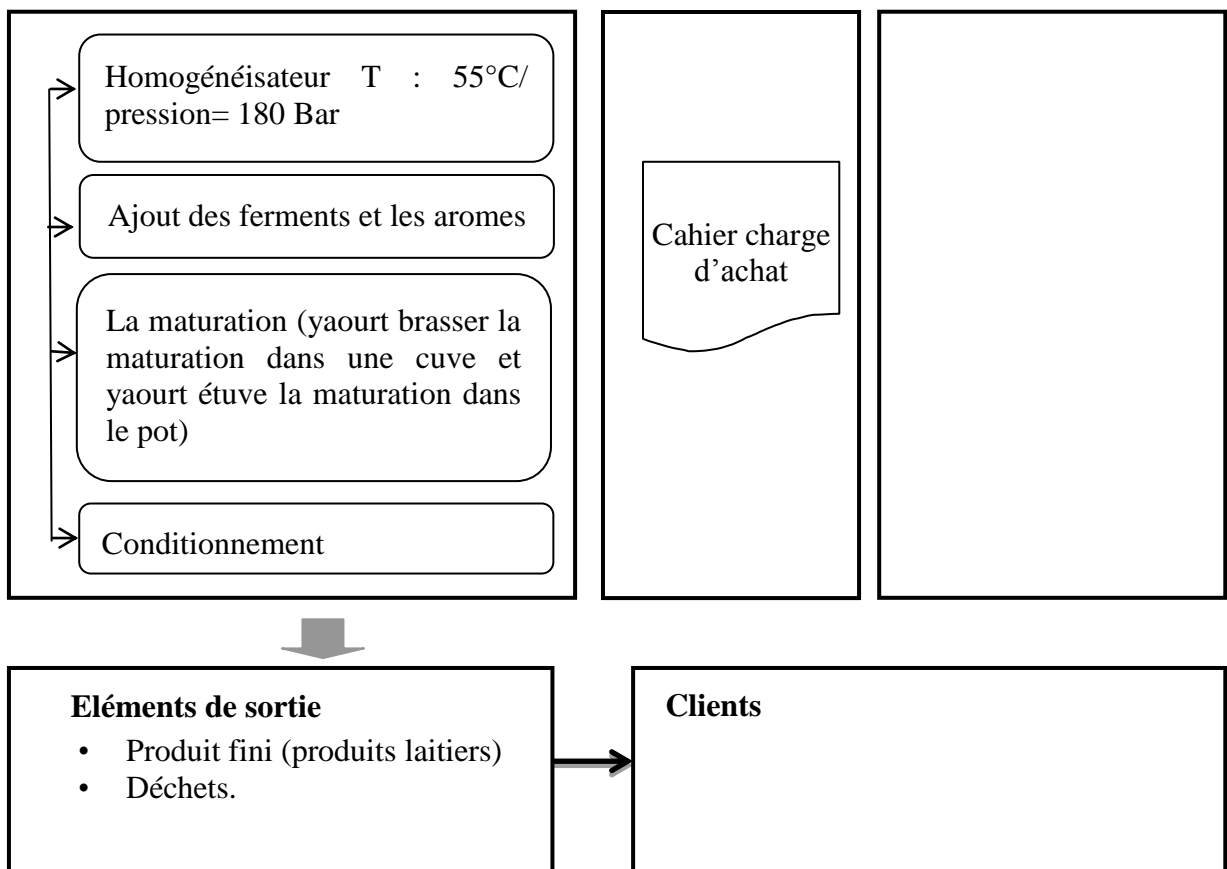 Homogénéisateur T : 55°C/
pression= 180 Bar
Ajout des ferments et les aromes
La maturation (yaourt brasser la
maturation dans une cuve et
yaourt étuve la maturation dans
le pot)
Conditionnement
Cahier charge
d’achat
Eléments de sortie
• Produit fini (produits laitiers)
• Déchets.
Clients